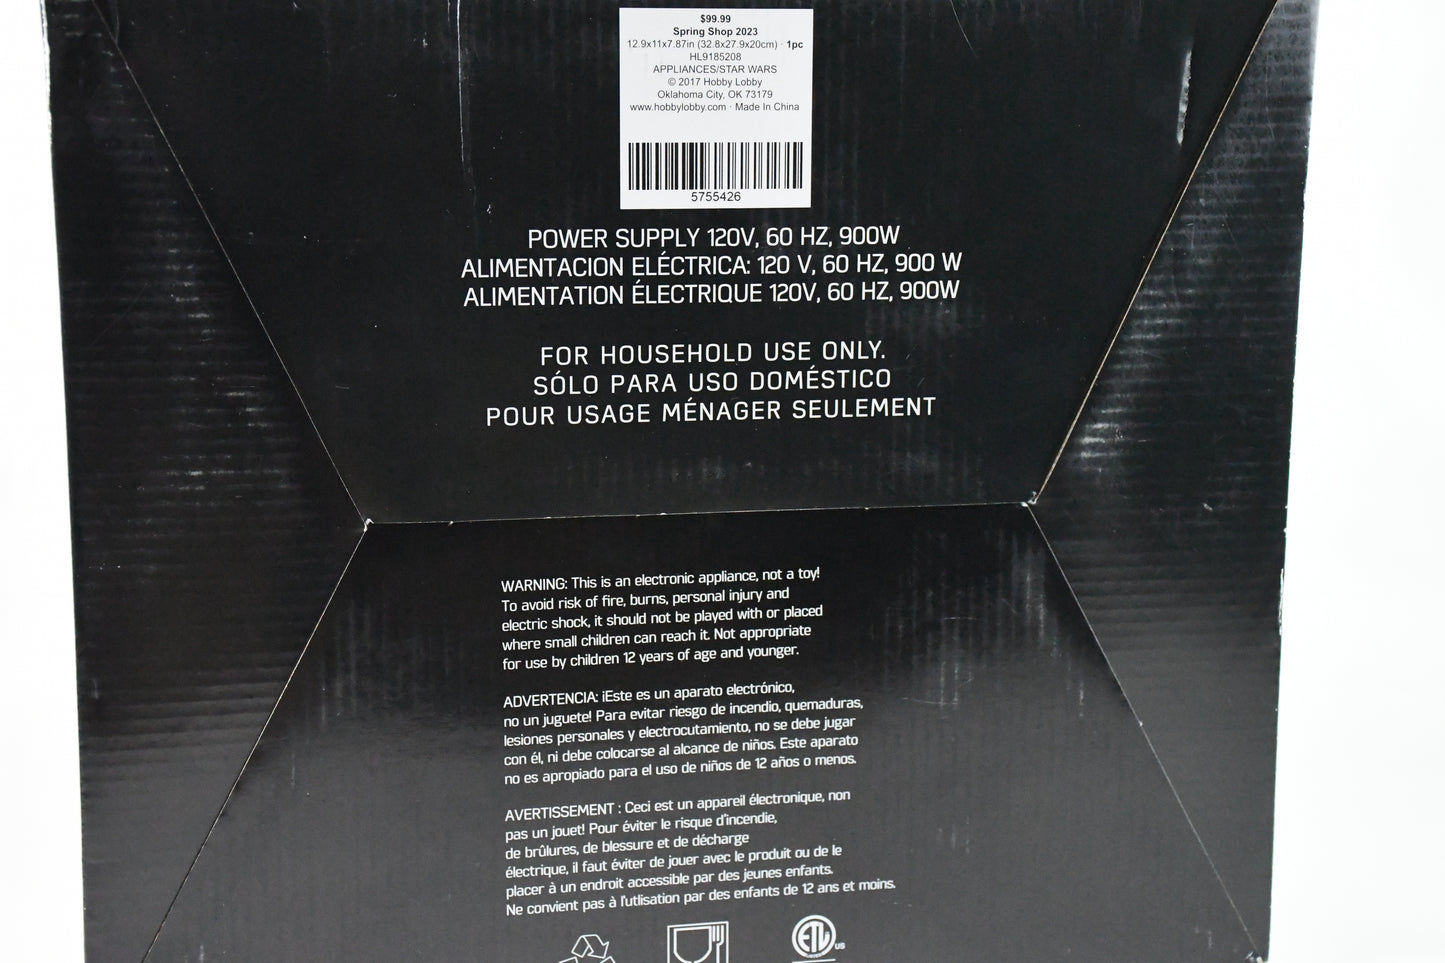 $99.99
Spring Shop 2023
12.9x11x7.87in (32.8x27.9x20cm) · 1pc
HL9185208
APPLIANCES/STAR WARS
© 2017 Hobby Lobby
Oklahoma City, OK 73179
www.hobbylobby.com · Made In China
5755426
POWER SUPPLY 120V, 60 HZ, 900W
ALIMENTACION ELÉCTRICA: 120 V, 60 HZ, 900 W
ALIMENTATION ÉLECTRIQUE 120V, 60 HZ, 900W
FOR HOUSEHOLD USE ONLY.
SÓLO PARA USO DOMÉSTICO
POUR USAGE MÉNAGER SEULEMENT
WARNING: This is an electronic appliance, not a toy!
To avoid risk of fire, burns, personal injury and
electric shock, it should not be played with or placed
where small children can reach it. Not appropriate
for use by children 12 years of age and younger.
ADVERTENCIA: ¡Este es un aparato electrónico,
no un juguete! Para evitar riesgo de incendio, quemaduras,
lesiones personales y electrocutamiento, no se debe jugar
con él, ni debe colocarse al alcance de niños. Este aparato
no es apropiado para el uso de niños de 12 años o menos.
AVERTISSEMENT : Ceci est un appareil électronique, non
pas un jouet! Pour éviter le risque d'incendie,
de brûlures, de blessure et de décharge
électrique, il faut éviter de jouer avec le produit ou de le
placer à un endroit accessible par des jeunes enfants.
Ne convient pas à l'utlisation par des enfants de 12 ans et moins.
ETL US